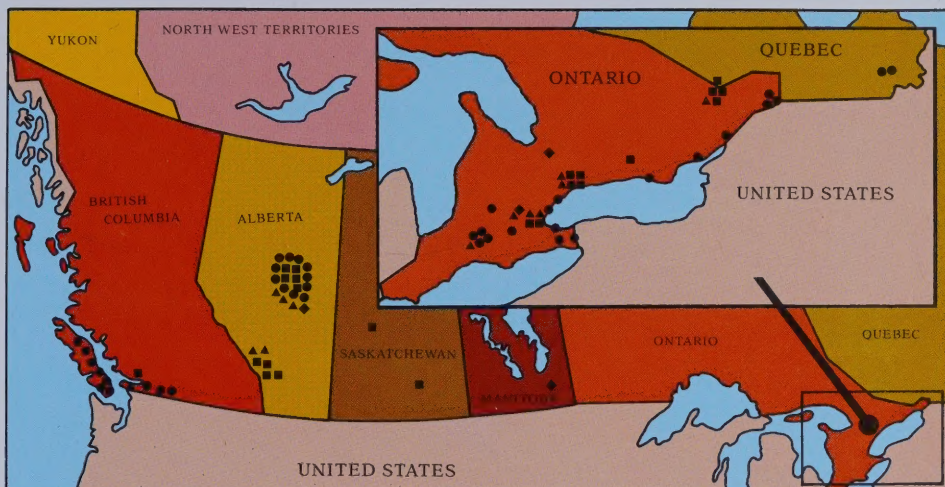 YUKON
NORTH WEST TERRITORIES
QUEBEC
ONTARIO
UNITED STATES
BRITISH
COLUMBIA
ALBERTA
SASKATCHEWAN
MANITOBA
ONTARIO
QUEBEC
UNITED STATES